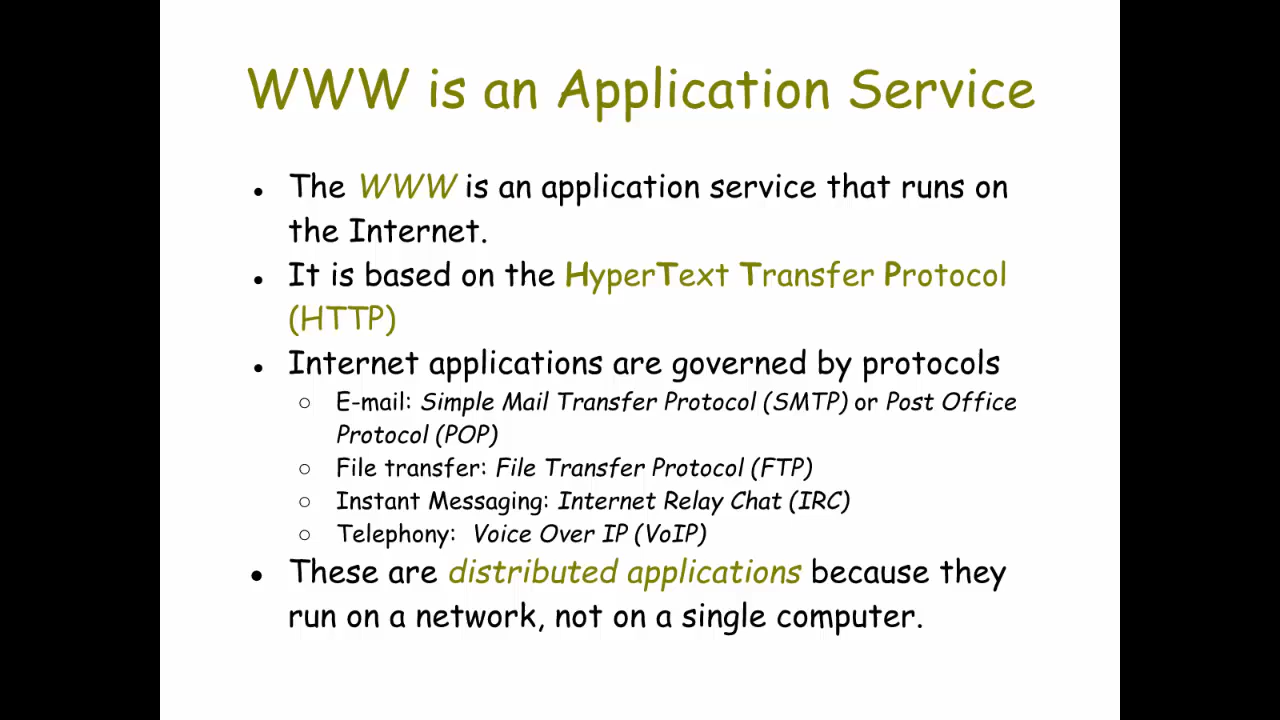 WWW is an Application Service
● The WWW is an application service that runs on
the Internet.
● It is based on the HyperText Transfer Protocol
(HTTP)
● Internet applications are governed by protocols
○ E-mail: Simple Mail Transfer Protocol (SMTP) or Post Office
Protocol (POP)
○ File transfer: File Transfer Protocol (FTP)
○ Instant Messaging: Internet Relay Chat (IRC)
○ Telephony: Voice Over IP (VoIP)
● These are distributed applications because they
run on a network, not on a single computer.